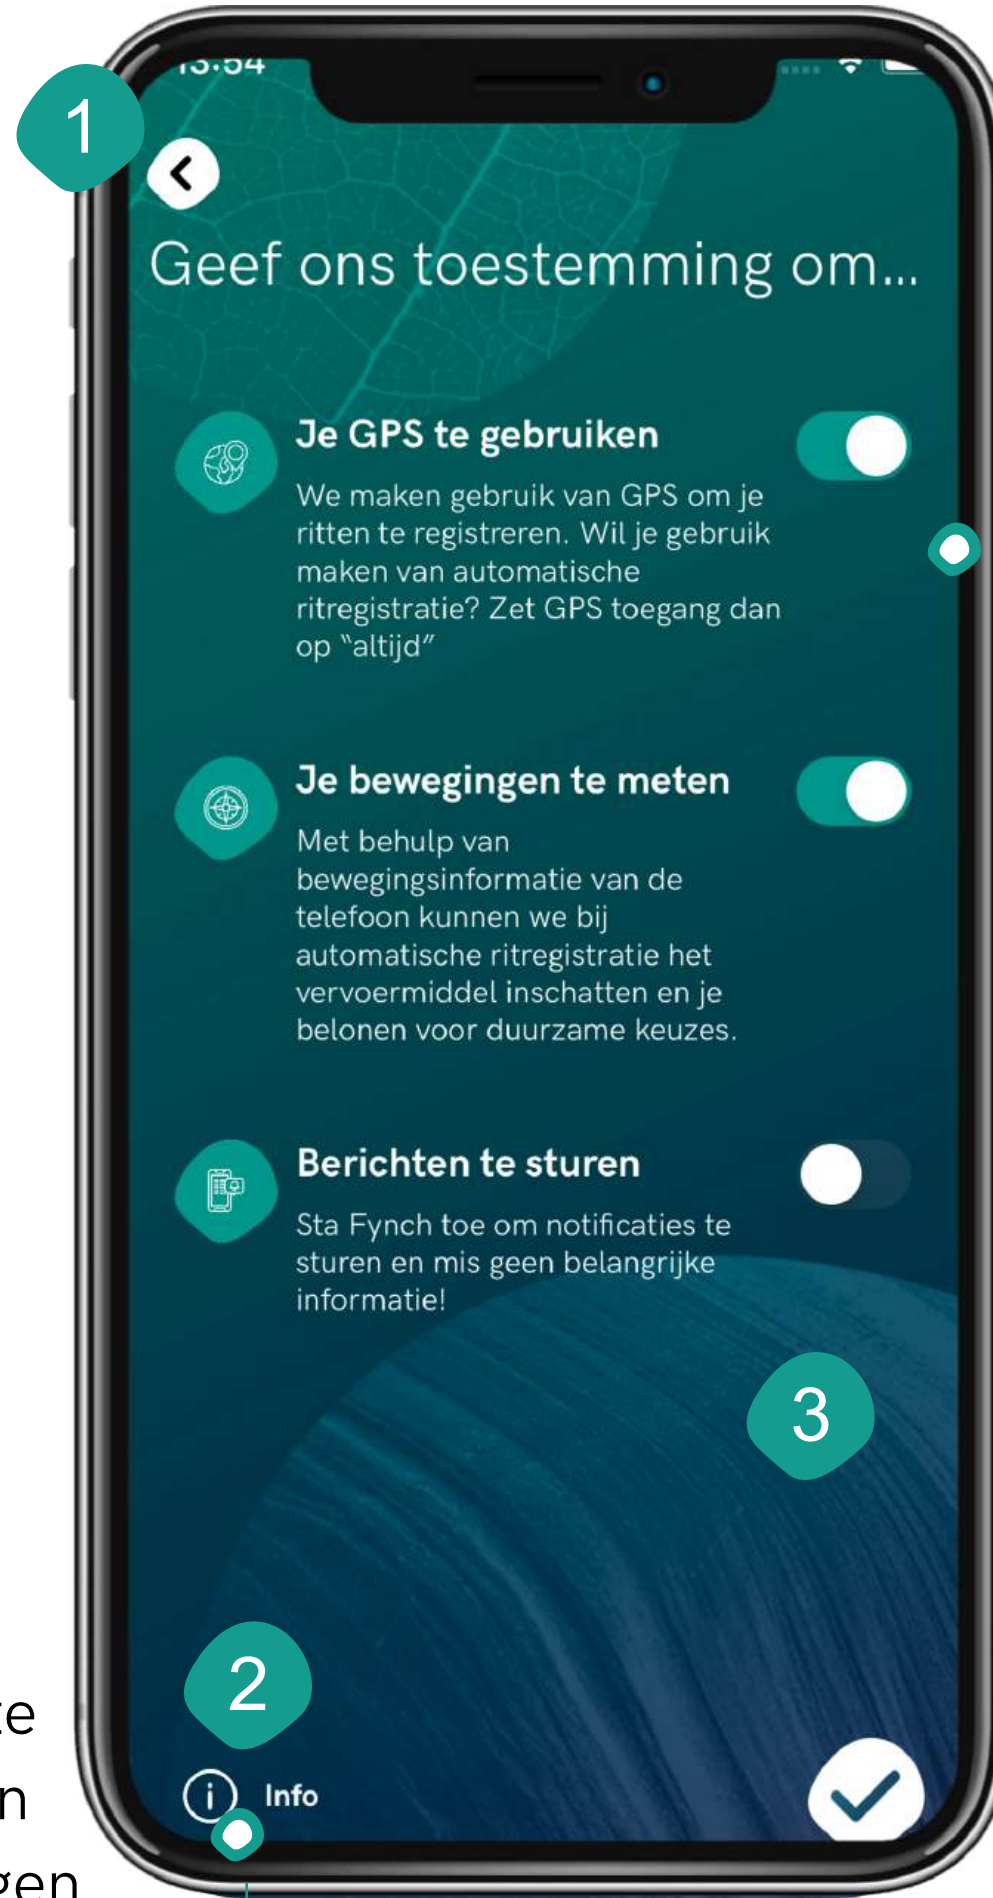 13:54
1
Geef ons toestemming om...
Je GPS te gebruiken
We maken gebruik van GPS om je
ritten te registreren. Wil je gebruik
maken van automatische
ritregistratie? Zet GPS toegang dan
op “altijd”
Je bewegingen te meten
Met behulp van
bewegingsinformatie van de
telefoon kunnen we bij
automatische ritregistratie het
vervoermiddel inschatten en je
belonen voor duurzame keuzes.
Berichten te sturen
Sta Fynch toe om notificaties te
sturen en mis geen belangrijke
informatie!
3
2
Info